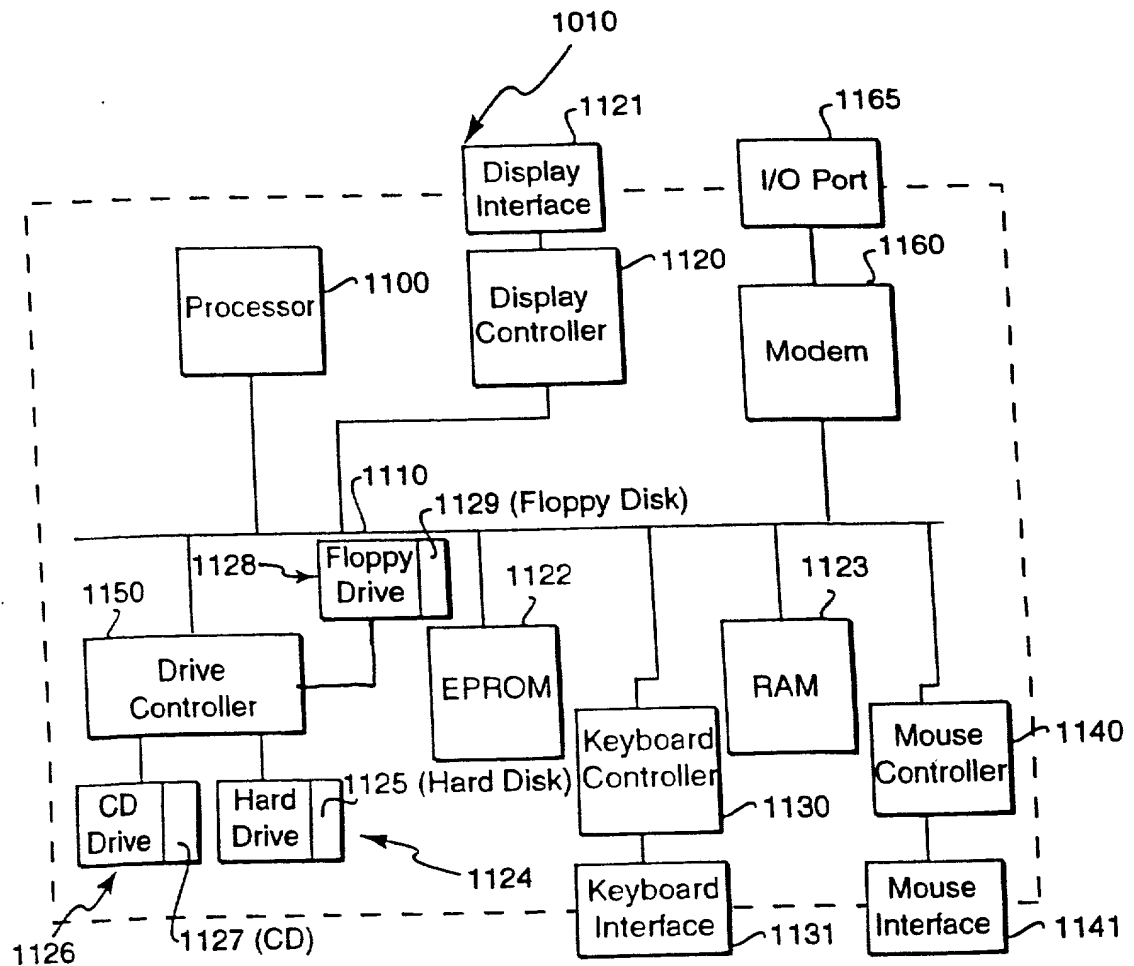 1010
1121
1165
Display
Interface
I/O Port
1120
1160
Processor
1100
Display
Controller
Modem
1110
1129 (Floppy Disk)
1128
Floppy
Drive
1122
1123
1150
Drive
Controller
EPROM
RAM
Keyboard
Controller
Mouse
Controller
1140
CD
Drive
Hard
Drive
1125 (Hard Disk)
1130
1124
Keyboard
Interface
Mouse
Interface
1126
1127 (CD)
1131
1141